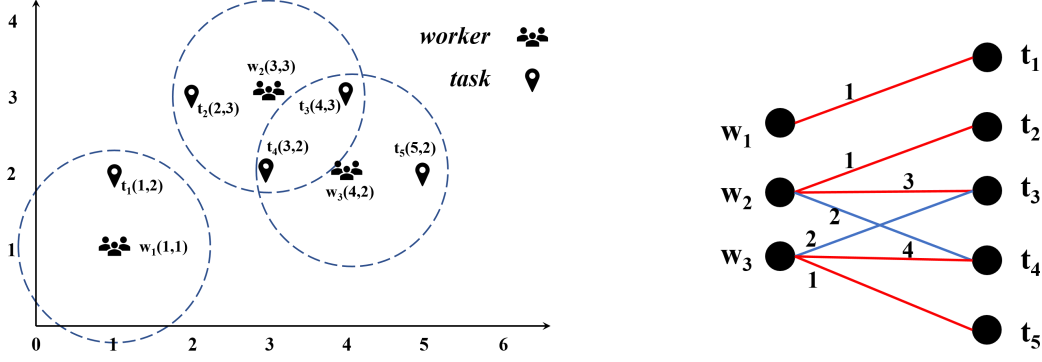 4
worker
w₂(3,3)
3
task
t₂(2,3)
t₃(4,3)
t₄(3,2)
t₅(5,2)
2
t₁(1,2)
w₃(4,2)
1
w₁(1,1)
0 1 2 3 4 5 6
t₁
1
w₁
t₂
1
w₂
3
t₃
2
2
w₃
4
t₄
1
t₅